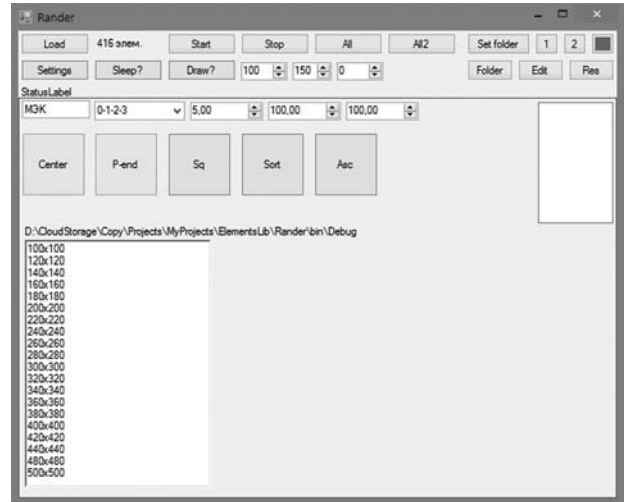 Rander
Load 416 элем. Start Stop All All2 Set folder 1 2
Settings Sleep? Draw? 100 150 0 Folder Edit Res
StatusLabel
МЭК 0-1-2-3 5,00 100,00 100,00
Center P-end Sq Sort Asc
D:\CloudStorage\Copy\Projects\MyProjects\ElementsLib\Rander\bin\Debug
100x100
120x120
140x140
160x160
180x180
200x200
220x220
240x240
260x260
280x280
300x300
320x320
340x340
360x360
380x380
400x400
420x420
440x440
480x480
500x500